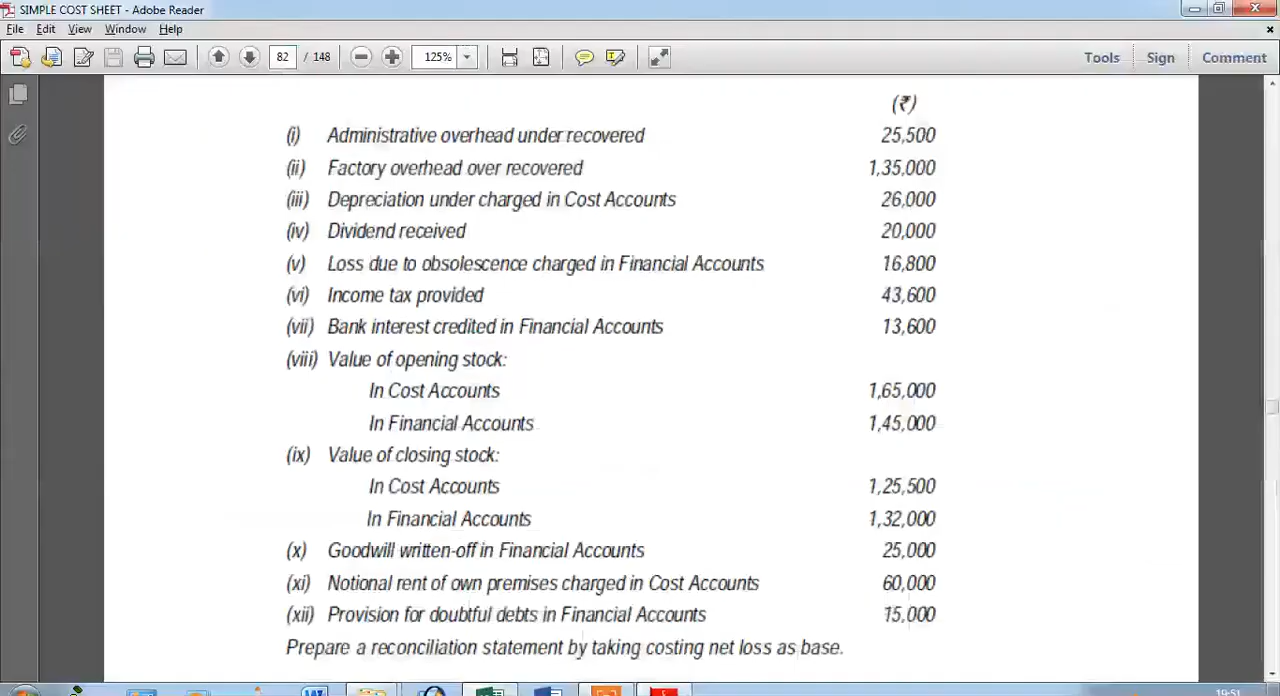 SIMPLE COST SHEET - Adobe Reader
File Edit View Window Help
82 / 148 125% Tools Sign Comment
(₹)
(i) Administrative overhead under recovered 25,500
(ii) Factory overhead over recovered 1,35,000
(iii) Depreciation under charged in Cost Accounts 26,000
(iv) Dividend received 20,000
(v) Loss due to obsolescence charged in Financial Accounts 16,800
(vi) Income tax provided 43,600
(vii) Bank interest credited in Financial Accounts 13,600
(viii) Value of opening stock:
In Cost Accounts 1,65,000
In Financial Accounts 1,45,000
(ix) Value of closing stock:
In Cost Accounts 1,25,500
In Financial Accounts 1,32,000
(x) Goodwill written-off in Financial Accounts 25,000
(xi) Notional rent of own premises charged in Cost Accounts 60,000
(xii) Provision for doubtful debts in Financial Accounts 15,000
Prepare a reconciliation statement by taking costing net loss as base.
19:51